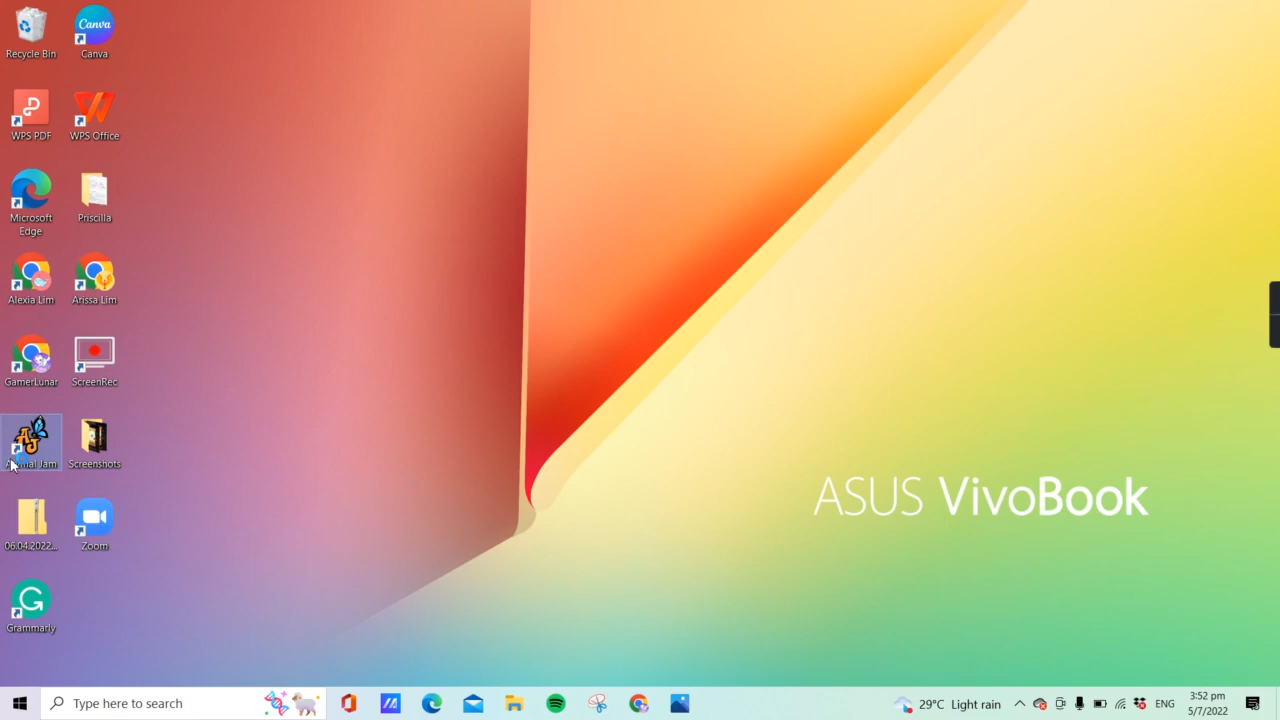 Recycle Bin
Canva
Canva
WPS PDF
WPS Office
Microsoft
Edge
Priscilla
Alexia Lim
Arissa Lim
GamerLunar
ScreenRec
AJ
Jam
Screenshots
06.04.2022...
Zoom
Grammarly
ASUS VivoBook
Type here to search
29°C Light rain
ENG
3:52 pm
5/7/2022